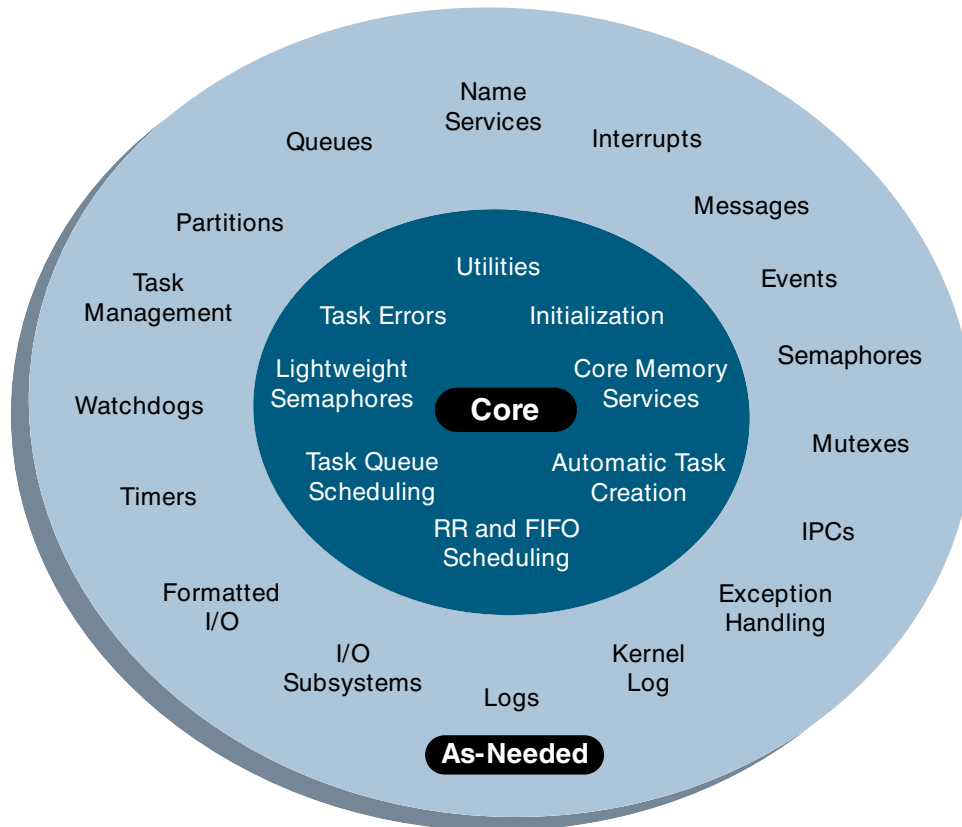 Name
Services
Queues
Interrupts
Messages
Partitions
Utilities
Events
Task
Management
Task Errors
Initialization
Semaphores
Lightweight
Semaphores
Core Memory
Services
Core
Watchdogs
Mutexes
Task Queue
Scheduling
Automatic Task
Creation
Timers
RR and FIFO
Scheduling
IPCs
Formatted
I/O
Exception
Handling
I/O
Subsystems
Kernel
Log
Logs
As-Needed